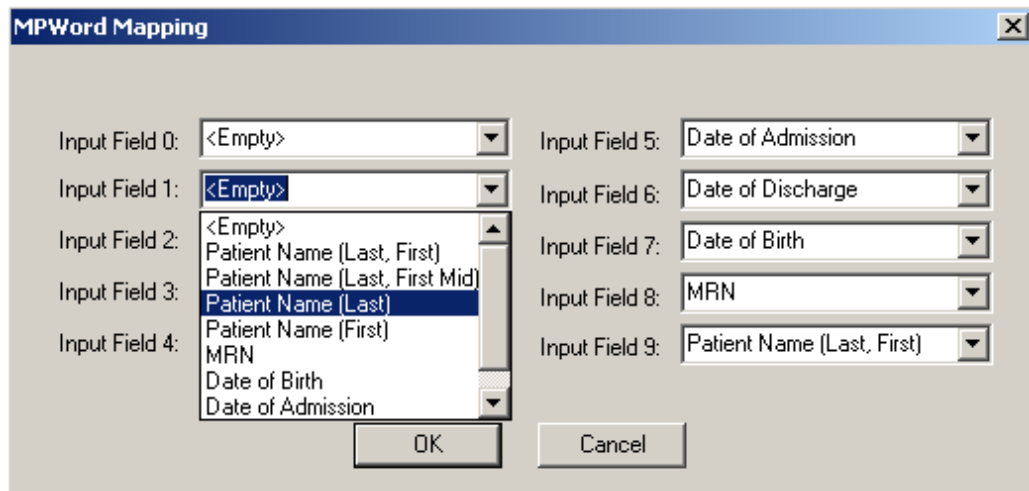 MPWord Mapping
Input Field 0: <Empty>
Input Field 1: <Empty>
<Empty>
Patient Name (Last, First)
Patient Name (Last, First Mid)
Patient Name (Last)
Patient Name (First)
MRN
Date of Birth
Date of Admission
Input Field 2:
Input Field 3:
Input Field 4:
Input Field 5: Date of Admission
Input Field 6: Date of Discharge
Input Field 7: Date of Birth
Input Field 8: MRN
Input Field 9: Patient Name (Last, First)
OK
Cancel